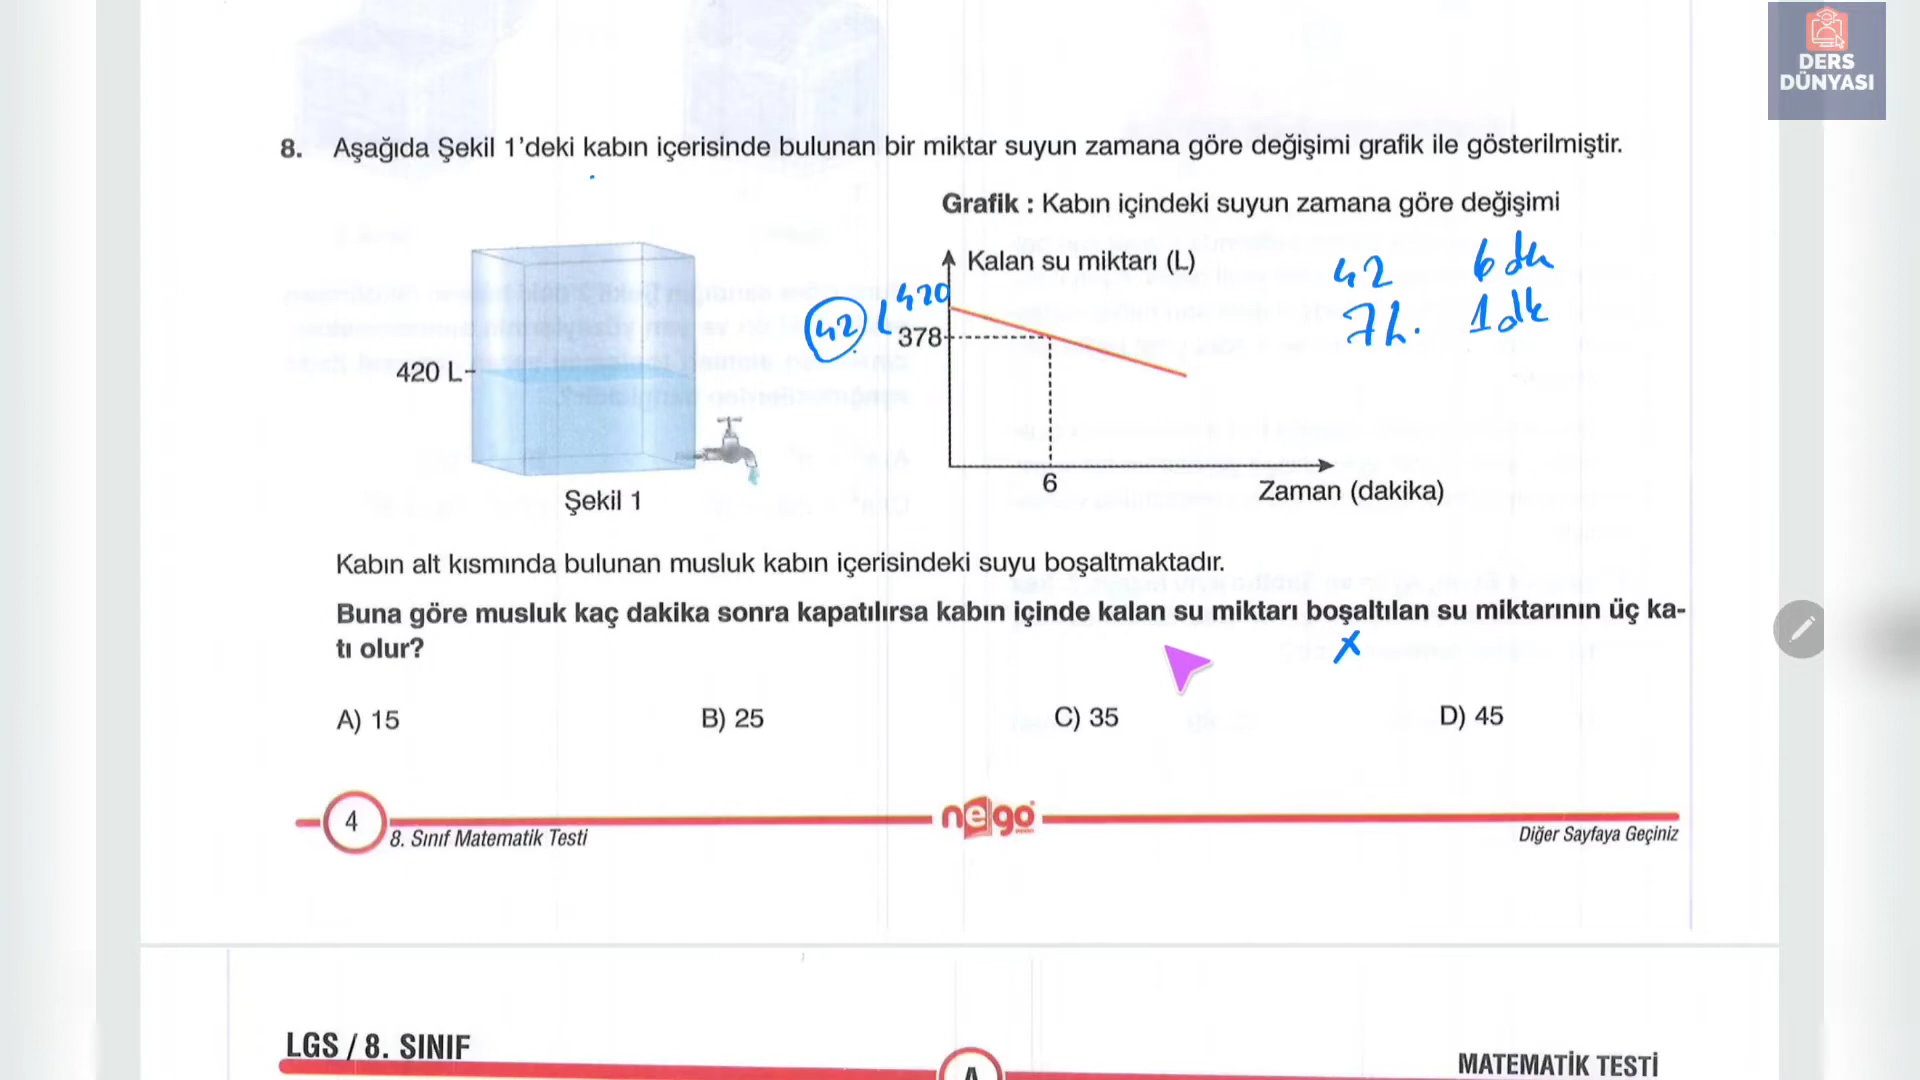 DERS
DÜNYASI
8. Aşağıda Şekil 1'deki kabın içerisinde bulunan bir miktar suyun zamana göre değişimi grafik ile gösterilmiştir.
Grafik : Kabın içindeki suyun zamana göre değişimi
Kalan su miktarı (L)
42 6 dk
7L. 1dk
42 420
378
420 L
6
Zaman (dakika)
Şekil 1
Kabın alt kısmında bulunan musluk kabın içerisindeki suyu boşaltmaktadır.
Buna göre musluk kaç dakika sonra kapatılırsa kabın içinde kalan su miktarı boşaltılan su miktarının üç ka-
tı olur?
x
A) 15 B) 25 C) 35 D) 45
4
8. Sınıf Matematik Testi
nego
Diğer Sayfaya Geçiniz
LGS / 8. SINIF
A
MATEMATİK TESTİ